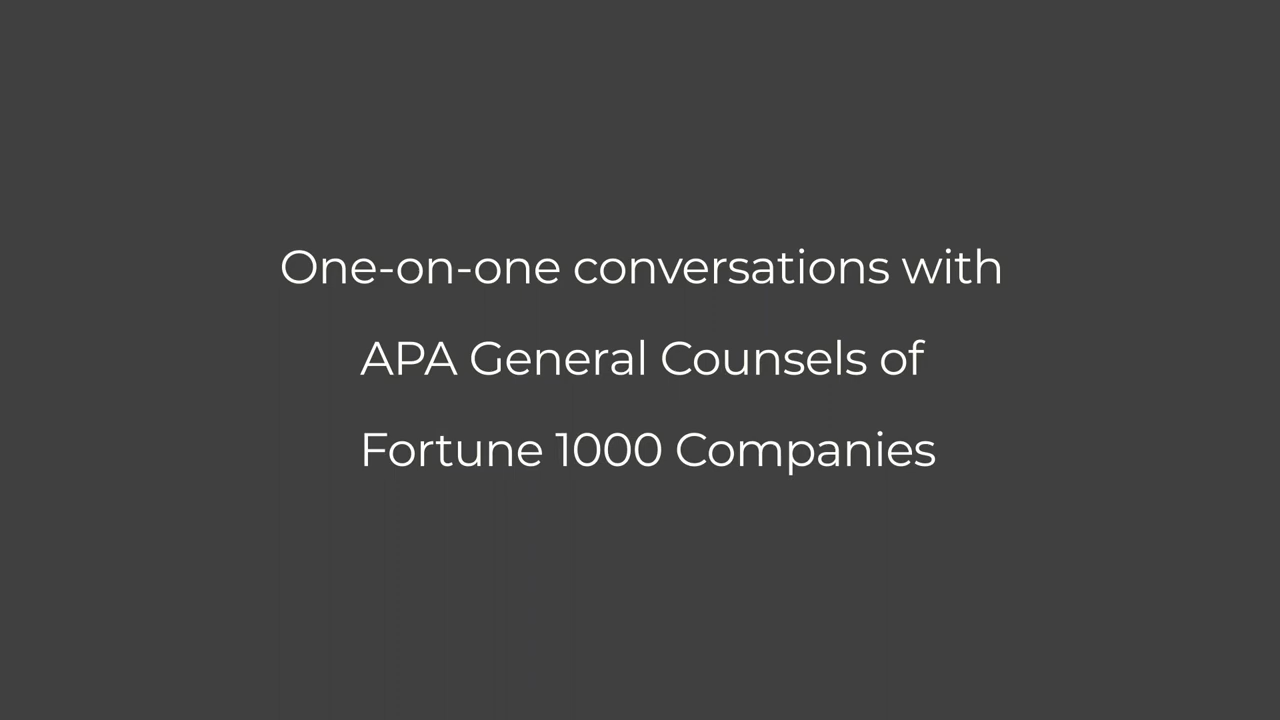 One-on-one conversations with
APA General Counsels of
Fortune 1000 Companies